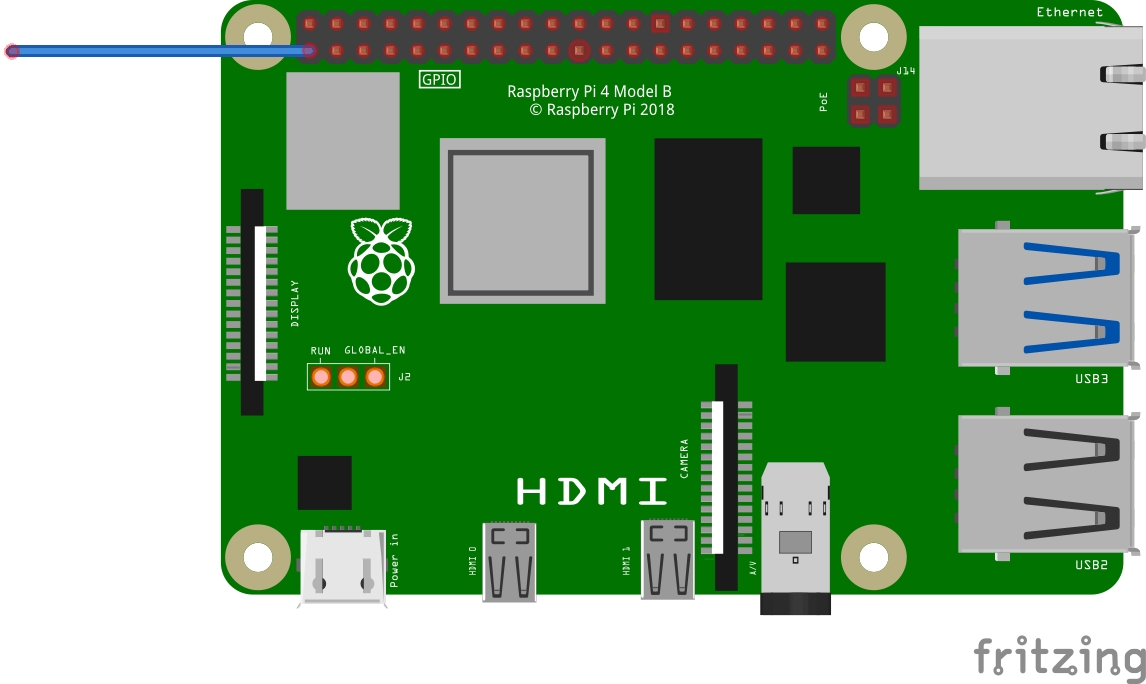 Ethernet
J14
GPIO
PoE
Raspberry Pi 4 Model B
© Raspberry Pi 2018
DISPLAY
RUN
GLOBAL_EN
J2
USB3
CAMERA
HDMI
Power in
HDMI 0
HDMI 1
A/V
USB2
fritzing